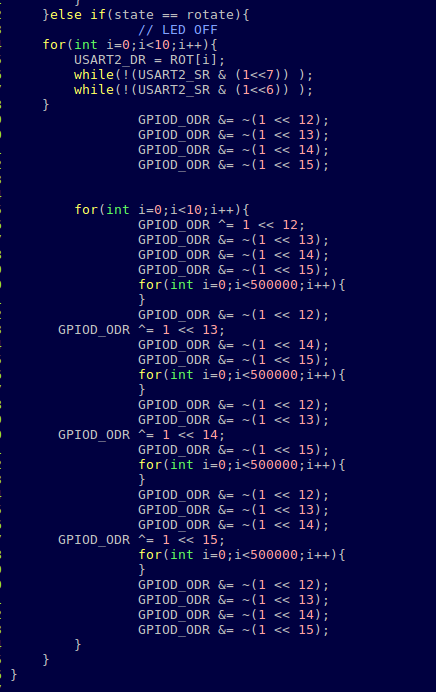 }else if(state == rotate){
// LED OFF
for(int i=0;i<10;i++){
USART2_DR = ROT[i];
while(!(USART2_SR & (1<<7)) );
while(!(USART2_SR & (1<<6)) );
}
GPIOD_ODR &= ~(1 << 12);
GPIOD_ODR &= ~(1 << 13);
GPIOD_ODR &= ~(1 << 14);
GPIOD_ODR &= ~(1 << 15);
for(int i=0;i<10;i++){
GPIOD_ODR ^= 1 << 12;
GPIOD_ODR &= ~(1 << 13);
GPIOD_ODR &= ~(1 << 14);
GPIOD_ODR &= ~(1 << 15);
for(int i=0;i<500000;i++){
}
GPIOD_ODR &= ~(1 << 12);
GPIOD_ODR ^= 1 << 13;
GPIOD_ODR &= ~(1 << 14);
GPIOD_ODR &= ~(1 << 15);
for(int i=0;i<500000;i++){
}
GPIOD_ODR &= ~(1 << 12);
GPIOD_ODR &= ~(1 << 13);
GPIOD_ODR ^= 1 << 14;
GPIOD_ODR &= ~(1 << 15);
for(int i=0;i<500000;i++){
}
GPIOD_ODR &= ~(1 << 12);
GPIOD_ODR &= ~(1 << 13);
GPIOD_ODR &= ~(1 << 14);
GPIOD_ODR ^= 1 << 15;
for(int i=0;i<500000;i++){
}
GPIOD_ODR &= ~(1 << 12);
GPIOD_ODR &= ~(1 << 13);
GPIOD_ODR &= ~(1 << 14);
GPIOD_ODR &= ~(1 << 15);
}
}
}